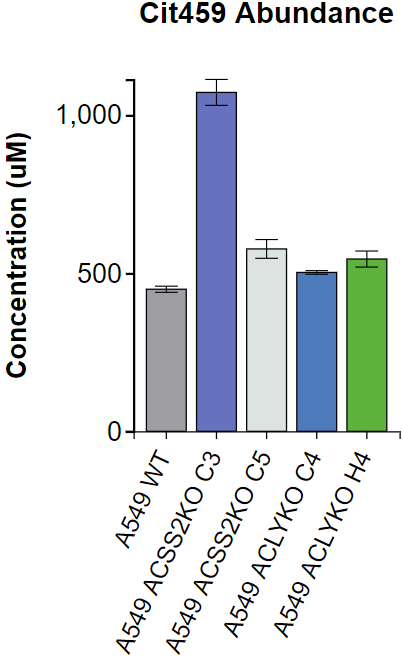 Cit459 Abundance
Concentration (uM)
1,000
500
0
A549 WT
A549 ACSS2KO C3
A549 ACSS2KO C5
A549 ACLYKO C4
A549 ACLYKO H4